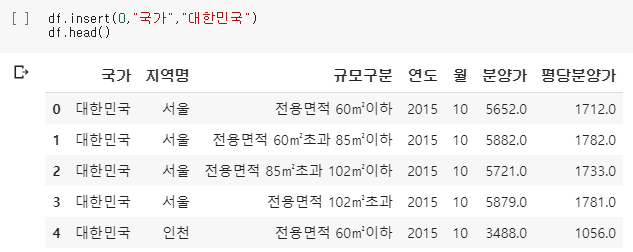 [ ] df.insert(0,"국가","대한민국")
df.head()
국가 지역명 규모구분 연도 월 분양가 평당분양가
0 대한민국 서울 전용면적 60㎡이하 2015 10 5652.0 1712.0
1 대한민국 서울 전용면적 60㎡초과 85㎡이하 2015 10 5882.0 1782.0
2 대한민국 서울 전용면적 85㎡초과 102㎡이하 2015 10 5721.0 1733.0
3 대한민국 서울 전용면적 102㎡초과 2015 10 5879.0 1781.0
4 대한민국 인천 전용면적 60㎡이하 2015 10 3488.0 1056.0